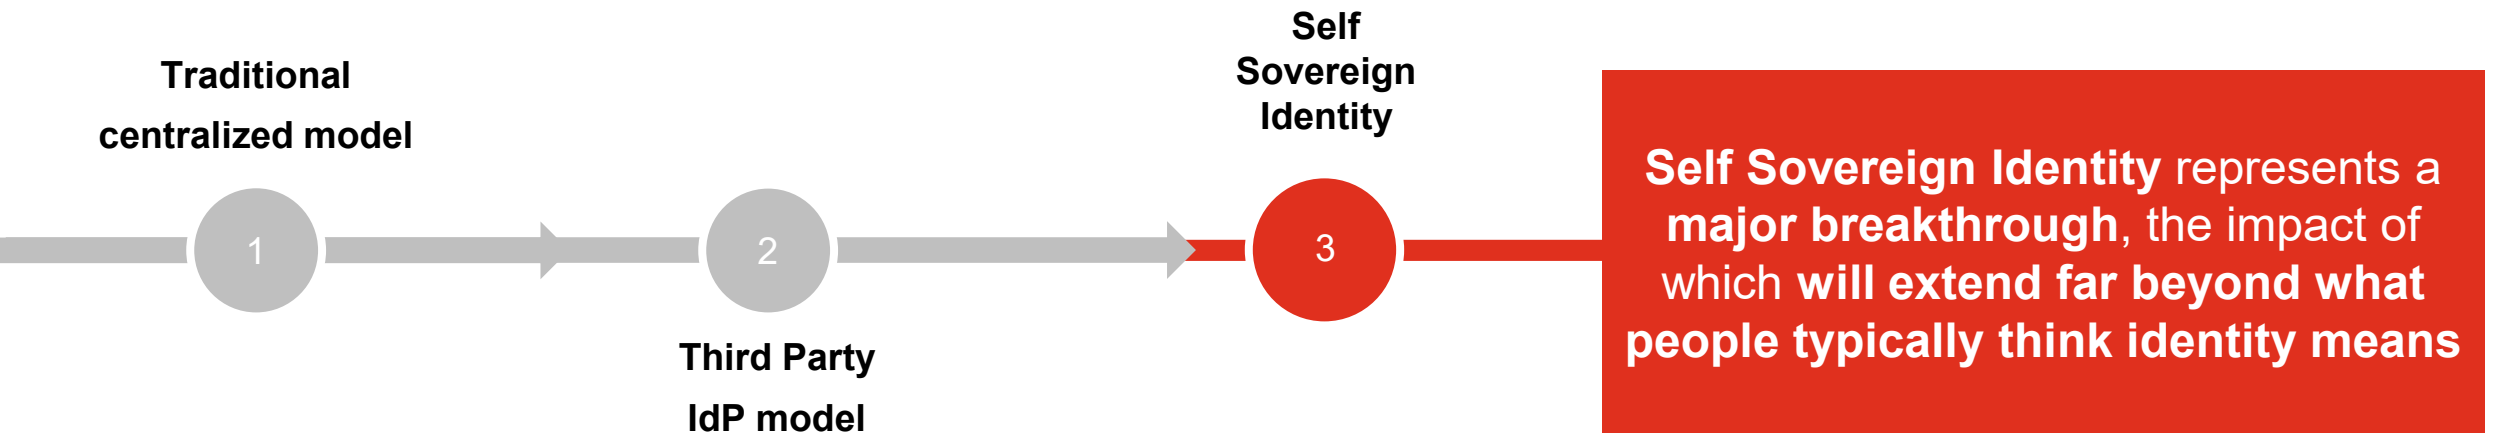 Traditional
centralized model
1
2
Third Party
IdP model
Self
Sovereign
Identity
3
Self Sovereign Identity represents a
major breakthrough, the impact of
which will extend far beyond what
people typically think identity means